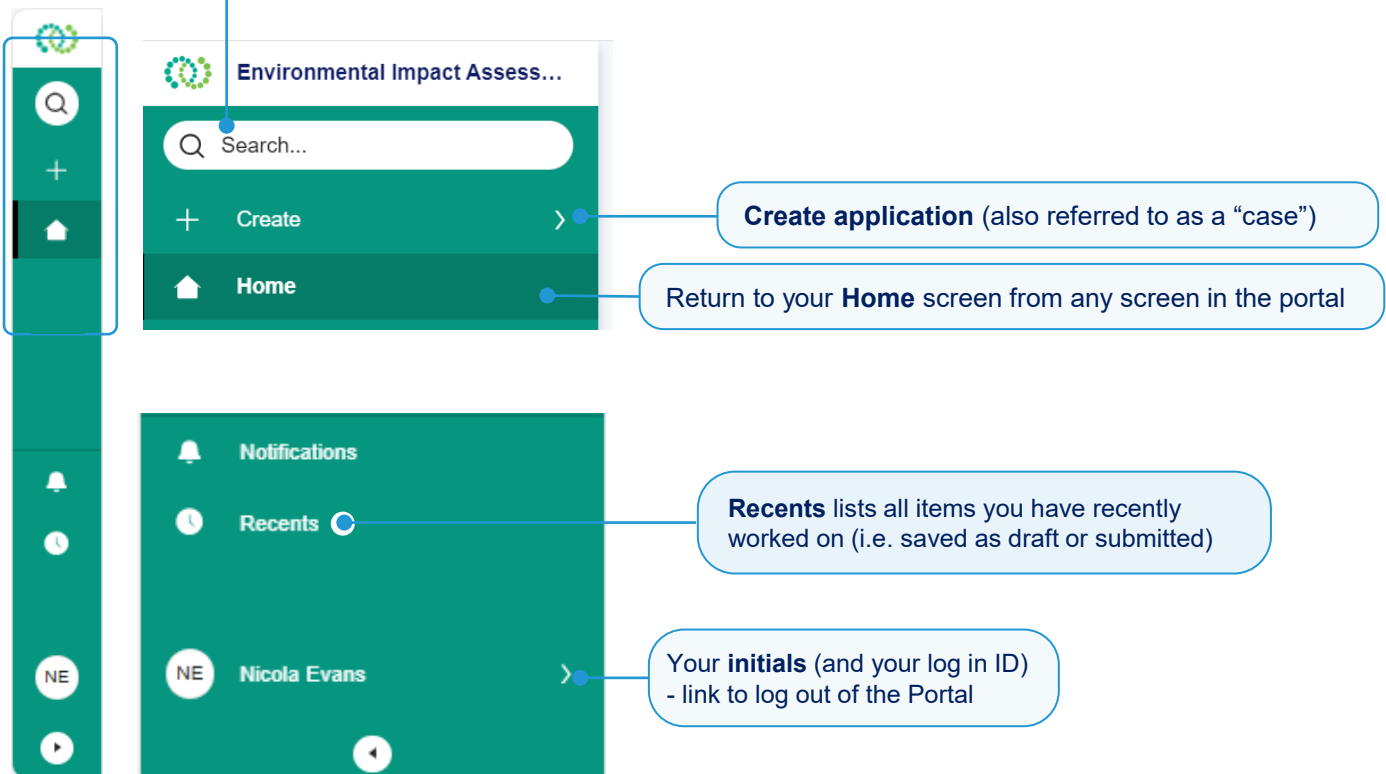 Environmental Impact Assess...
Search...
Create
Create application (also referred to as a “case”)
Home
Return to your Home screen from any screen in the portal
Notifications
Recents
Recents lists all items you have recently
worked on (i.e. saved as draft or submitted)
NE
NE
Nicola Evans
Your initials (and your log in ID)
- link to log out of the Portal